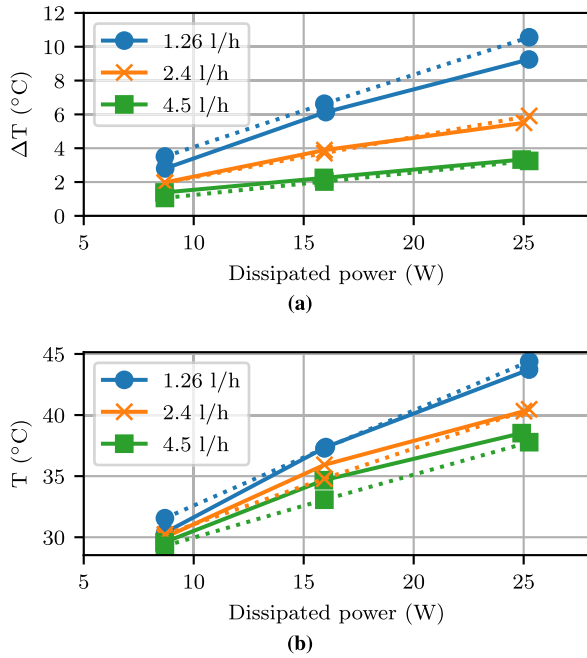 12
10
8
6
4
2
0
ΔT (°C)
1.26 l/h
2.4 l/h
4.5 l/h
5 10 15 20 25
Dissipated power (W)
(a)
45
40
35
30
T (°C)
1.26 l/h
2.4 l/h
4.5 l/h
5 10 15 20 25
Dissipated power (W)
(b)